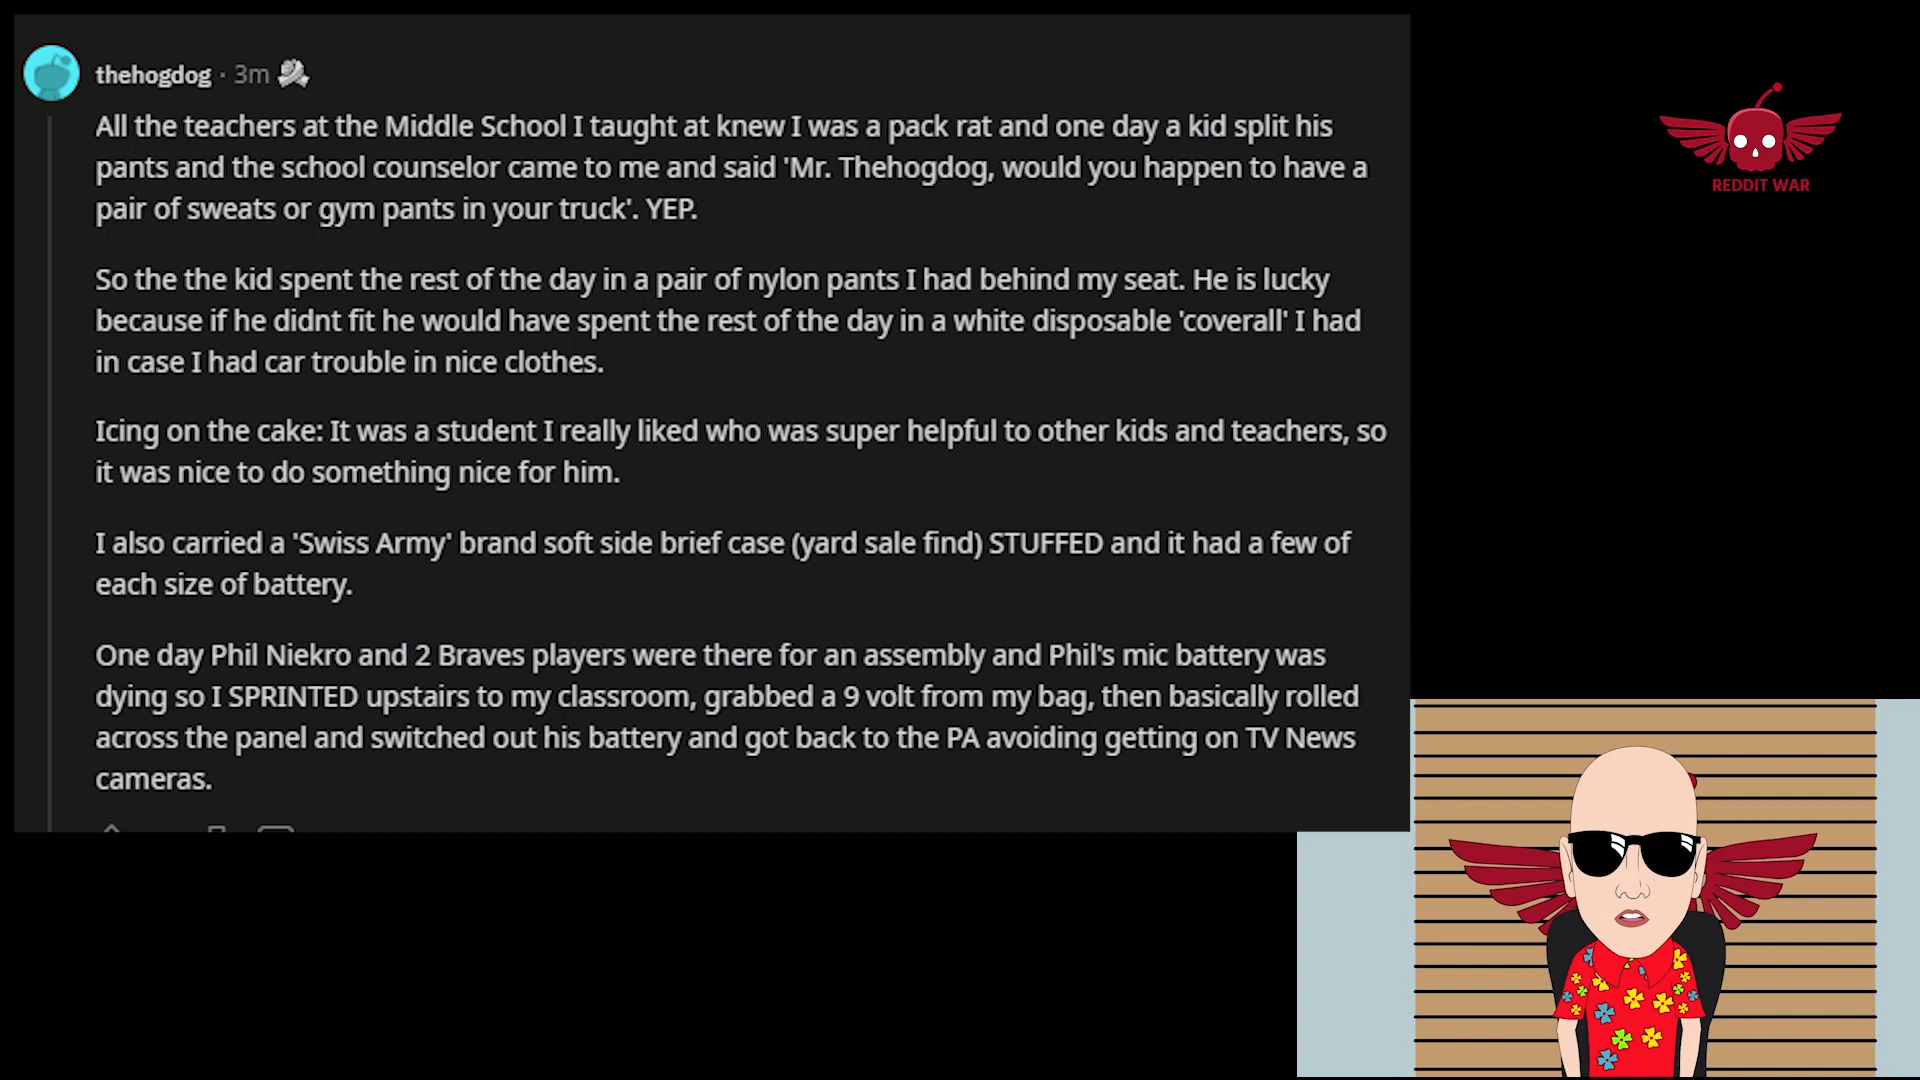 thehogdog · 3m
All the teachers at the Middle School I taught at knew I was a pack rat and one day a kid split his
pants and the school counselor came to me and said 'Mr. Thehogdog, would you happen to have a
pair of sweats or gym pants in your truck'. YEP.
So the the kid spent the rest of the day in a pair of nylon pants I had behind my seat. He is lucky
because if he didnt fit he would have spent the rest of the day in a white disposable 'coverall' I had
in case I had car trouble in nice clothes.
Icing on the cake: It was a student I really liked who was super helpful to other kids and teachers, so
it was nice to do something nice for him.
I also carried a 'Swiss Army' brand soft side brief case (yard sale find) STUFFED and it had a few of
each size of battery.
One day Phil Niekro and 2 Braves players were there for an assembly and Phil's mic battery was
dying so I SPRINTED upstairs to my classroom, grabbed a 9 volt from my bag, then basically rolled
across the panel and switched out his battery and got back to the PA avoiding getting on TV News
cameras.
REDDIT WAR